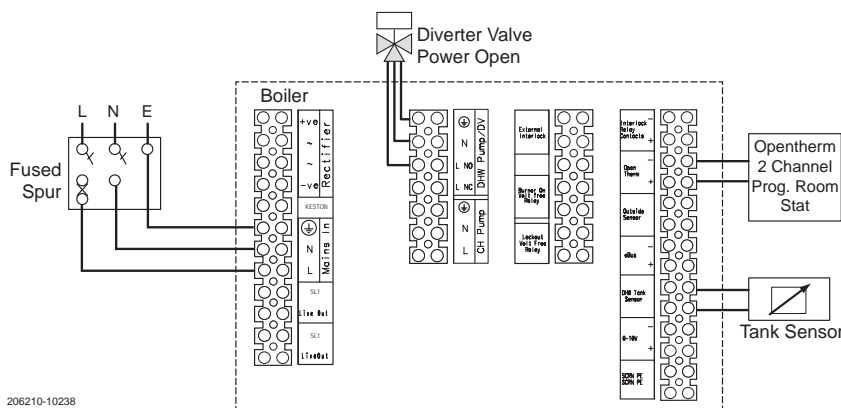 Diverter Valve
Power Open
Boiler
L N E
Fused
Spur
+ve
~
~
-ve
Rectifier
KESTON
N
L
Mains In
SL1
Live Out
SL1
LiveOut
N
L NO
L NC
DHW Pump/DV
N
L
CH Pump
External
Interlock
Burner On
Volt Free
Relay
Lockout
Volt Free
Relay
Interlock
Relay
Contacts
-
+
Open
Therm
-
+
Outside
Sensor
eBus
-
+
DHW Tank
Sensor
0-10V
-
+
SCRN PE
SCRN PE
Opentherm
2 Channel
Prog. Room
Stat
Tank Sensor
206210-10238